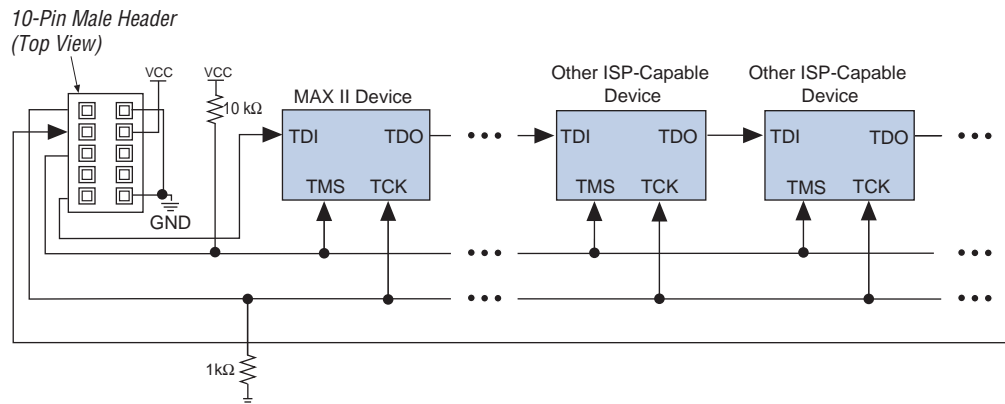 10-Pin Male Header
(Top View)
VCC
VCC
10 kΩ
GND
MAX II Device
TDI
TDO
TMS
TCK
Other ISP-Capable
Device
TDI
TDO
TMS
TCK
Other ISP-Capable
Device
TDI
TDO
TMS
TCK
1kΩ